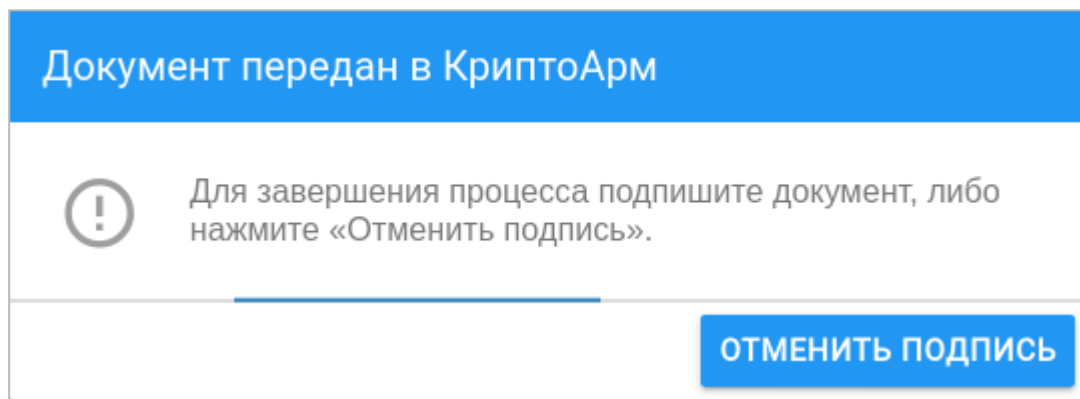 Документ передан в КриптоАрм
Для завершения процесса подпишите документ, либо
нажмите «Отменить подпись».
ОТМЕНИТЬ ПОДПИСЬ